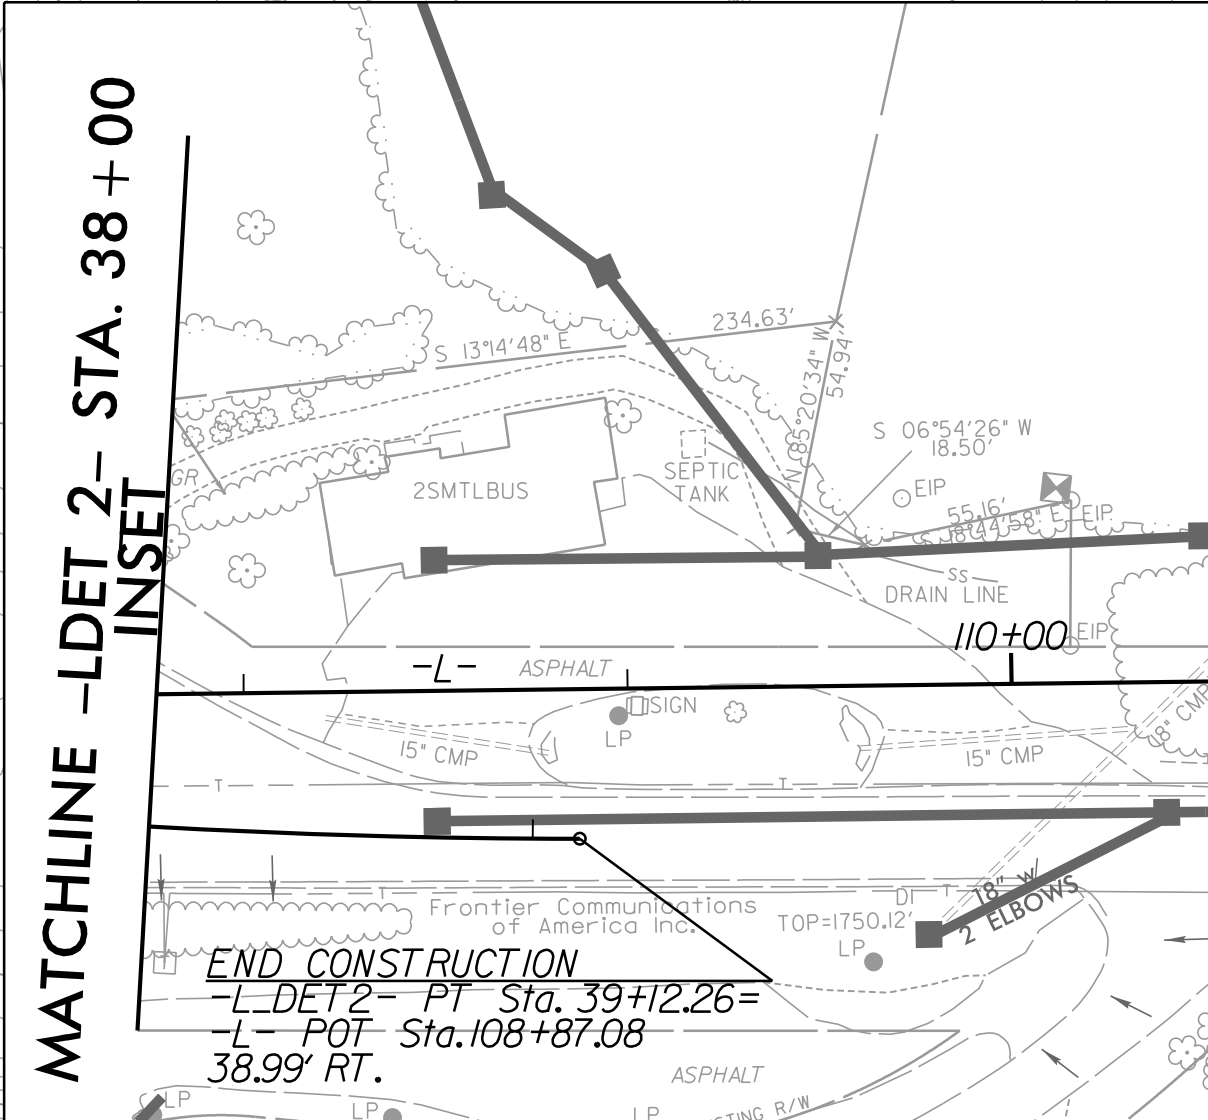 MATCHLINE -LDET 2- STA. 38+00
INSET
234.63'
S 13°14'48" E
N 85°20'34" W
54.94'
S 06°54'26" W
18.50'
GR
2SMTLBUS
SEPTIC
TANK
EIP
55.16'
18°44'58" E
EIP
SS
DRAIN LINE
110+00
EIP
-L-
ASPHALT
SIGN
LP
15" CMP
15" CMP
18" CMP
T
T
T
T
18" w/
2 ELBOWS
DI
TOP=1750.12'
LP
Frontier Communications
of America Inc.
END CONSTRUCTION
-L_DET2- PT Sta. 39+12.26=
-L- POT Sta.108+87.08
38.99' RT.
ASPHALT
LP
LP
LP
STING R/W